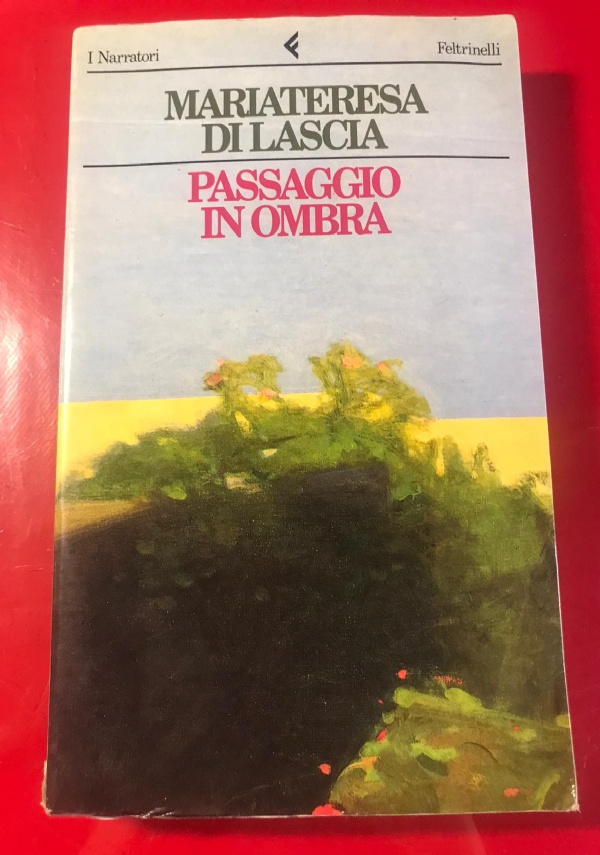 I Narratori Feltrinelli
MARIATERESA
DI LASCIA
PASSAGGIO
IN OMBRA